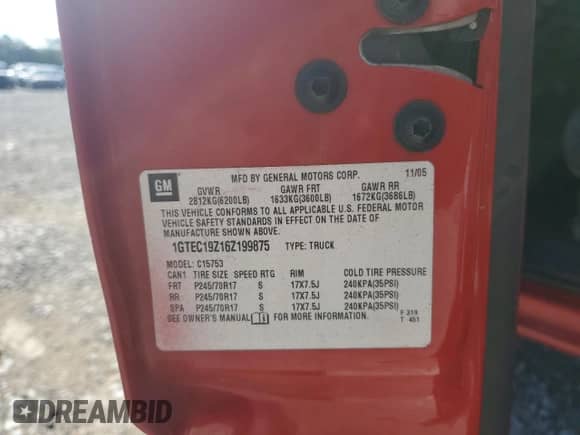 GM
MFD BY GENERAL MOTORS CORP. 11/05
GVWR GAWR FRT GAWR RR
2812KG(6200LB) 1633KG(3600LB) 1672KG(3686LB)
THIS VEHICLE CONFORMS TO ALL APPLICABLE U.S. FEDERAL MOTOR
VEHICLE SAFETY STANDARDS IN EFFECT ON THE DATE OF
MANUFACTURE SHOWN ABOVE.
1GTEC19Z16Z199875 TYPE: TRUCK
MODEL: C15753
CAN1 TIRE SIZE SPEED RTG RIM COLD TIRE PRESSURE
FRT P245/70R17 S 17X7.5J 240KPA(35PSI)
RR P245/70R17 S 17X7.5J 240KPA(35PSI)
SPA P245/70R17 S 17X7.5J 240KPA(35PSI)
SEE OWNER'S MANUAL FOR MORE INFORMATION.
F 319
T 451
DREAMBID